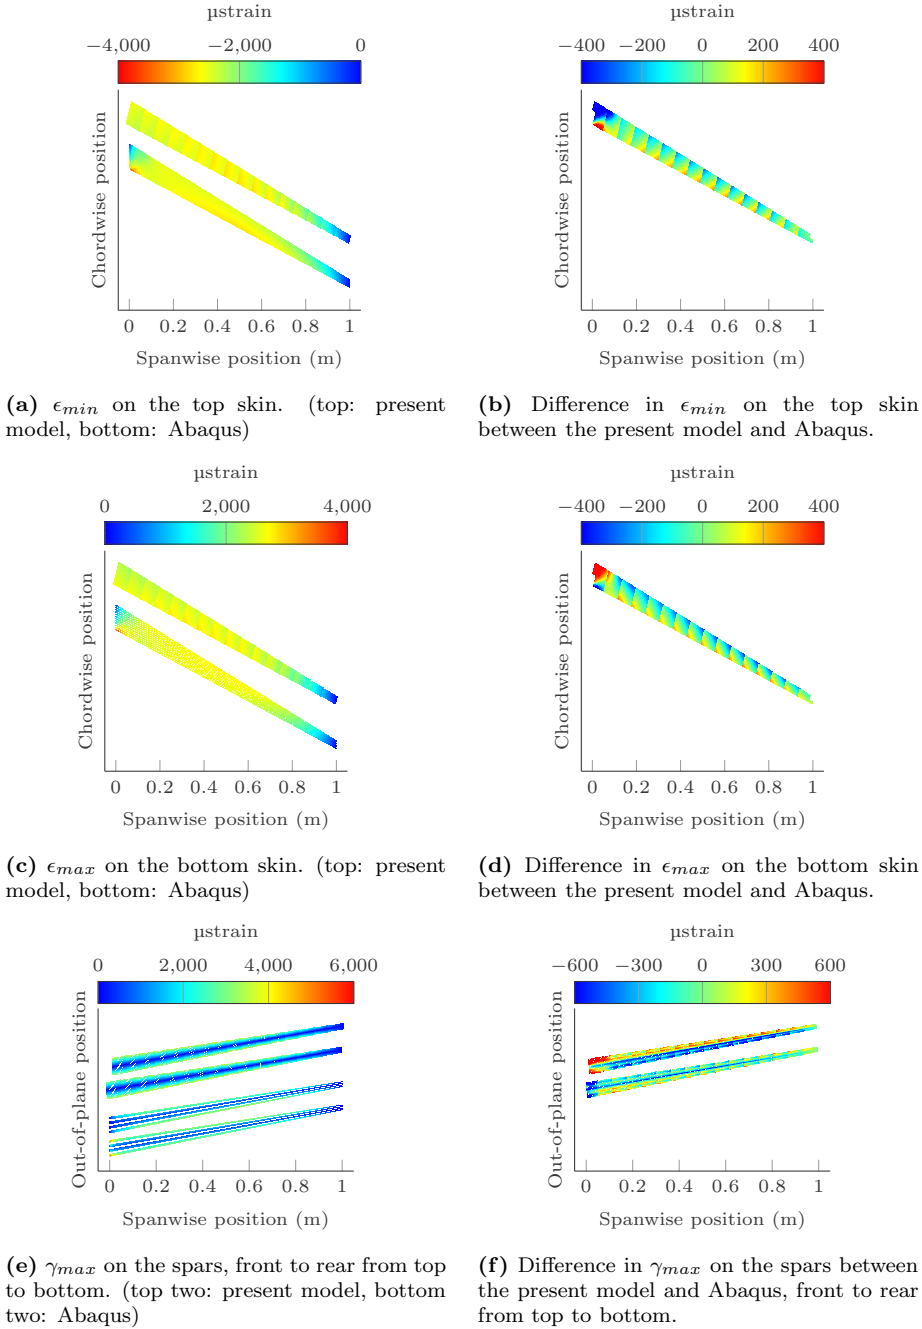 µstrain
−4,000 −2,000 0
Chordwise position
0 0.2 0.4 0.6 0.8 1
Spanwise position (m)
µstrain
−400 −200 0 200 400
Chordwise position
0 0.2 0.4 0.6 0.8 1
Spanwise position (m)
(a) ϵmin on the top skin. (top: present
model, bottom: Abaqus)
(b) Difference in ϵmin on the top skin
between the present model and Abaqus.
µstrain
0 2,000 4,000
Chordwise position
0 0.2 0.4 0.6 0.8 1
Spanwise position (m)
µstrain
−400 −200 0 200 400
Chordwise position
0 0.2 0.4 0.6 0.8 1
Spanwise position (m)
(c) ϵmax on the bottom skin. (top: present
model, bottom: Abaqus)
(d) Difference in ϵmax on the bottom skin
between the present model and Abaqus.
µstrain
0 2,000 4,000 6,000
Out-of-plane position
0 0.2 0.4 0.6 0.8 1
Spanwise position (m)
µstrain
−600 −300 0 300 600
Out-of-plane position
0 0.2 0.4 0.6 0.8 1
Spanwise position (m)
(e) γmax on the spars, front to rear from top
to bottom. (top two: present model, bottom
two: Abaqus)
(f) Difference in γmax on the spars between
the present model and Abaqus, front to rear
from top to bottom.